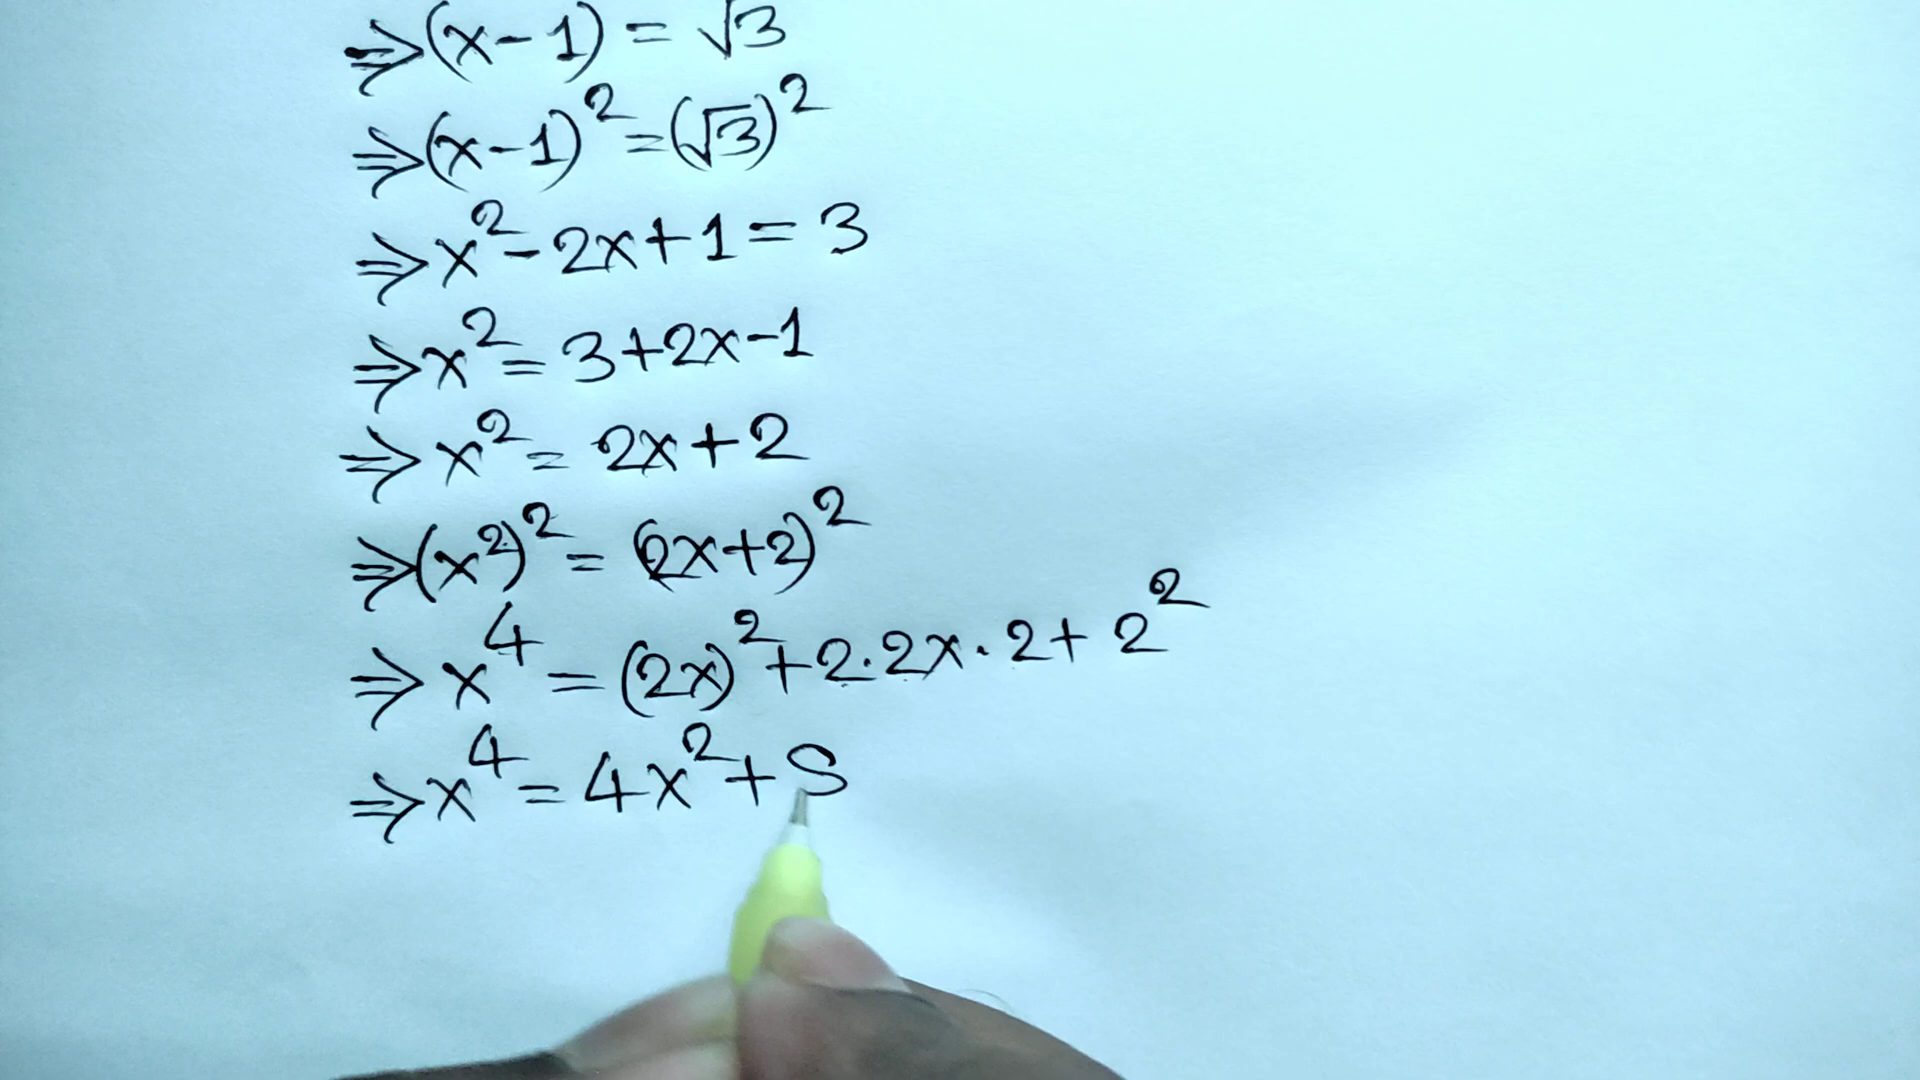 ⇒(x-1) = √3
⇒(x-1)² = (√3)²
⇒x² - 2x + 1 = 3
⇒x² = 3 + 2x - 1
⇒x² = 2x + 2
⇒(x²)² = (2x+2)²
⇒x⁴ = (2x)² + 2·2x·2 + 2²
⇒x⁴ = 4x² +